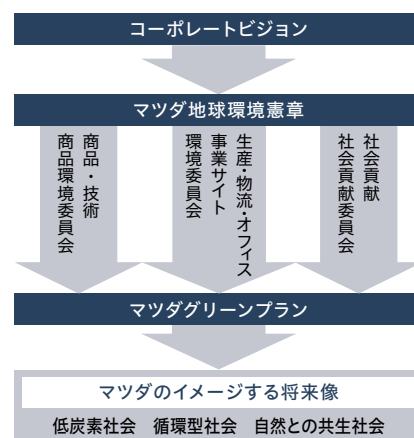 コーポレートビジョン
マツダ地球環境憲章
商品・技術
商品環境委員会
生産・物流・オフィス
事業サイト
環境委員会
社会貢献
社会貢献委員会
マツダグリーンプラン
マツダのイメージする将来像
低炭素社会 循環型社会 自然との共生社会